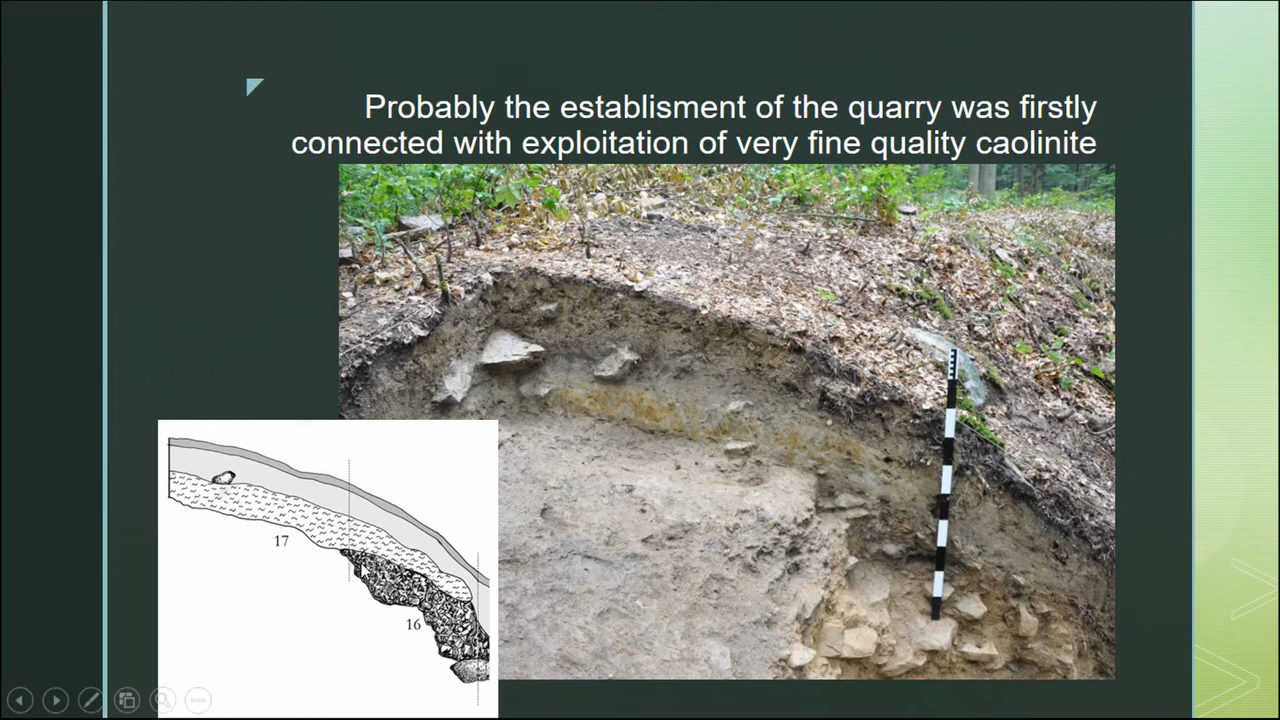 Probably the establisment of the quarry was firstly
connected with exploitation of very fine quality caolinite
17
16